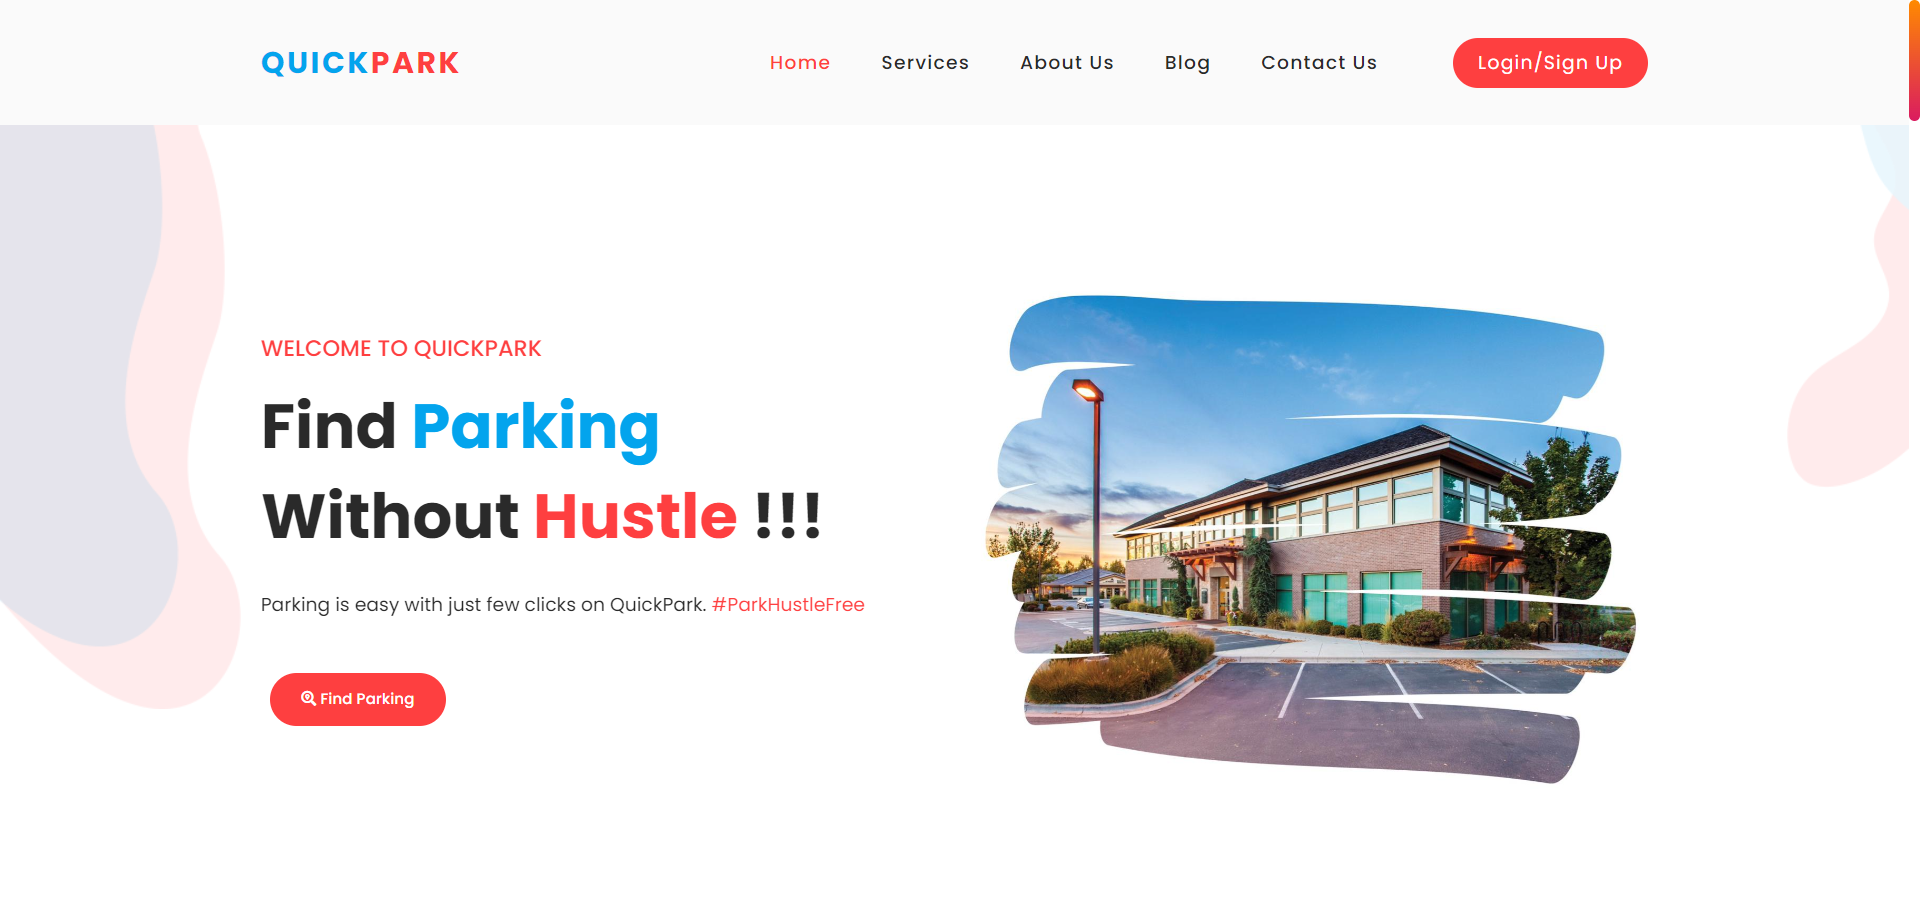 QUICKPARK
Home Services About Us Blog Contact Us Login/Sign Up
WELCOME TO QUICKPARK
Find Parking
Without Hustle !!!
Parking is easy with just few clicks on QuickPark. #ParkHustleFree
Find Parking